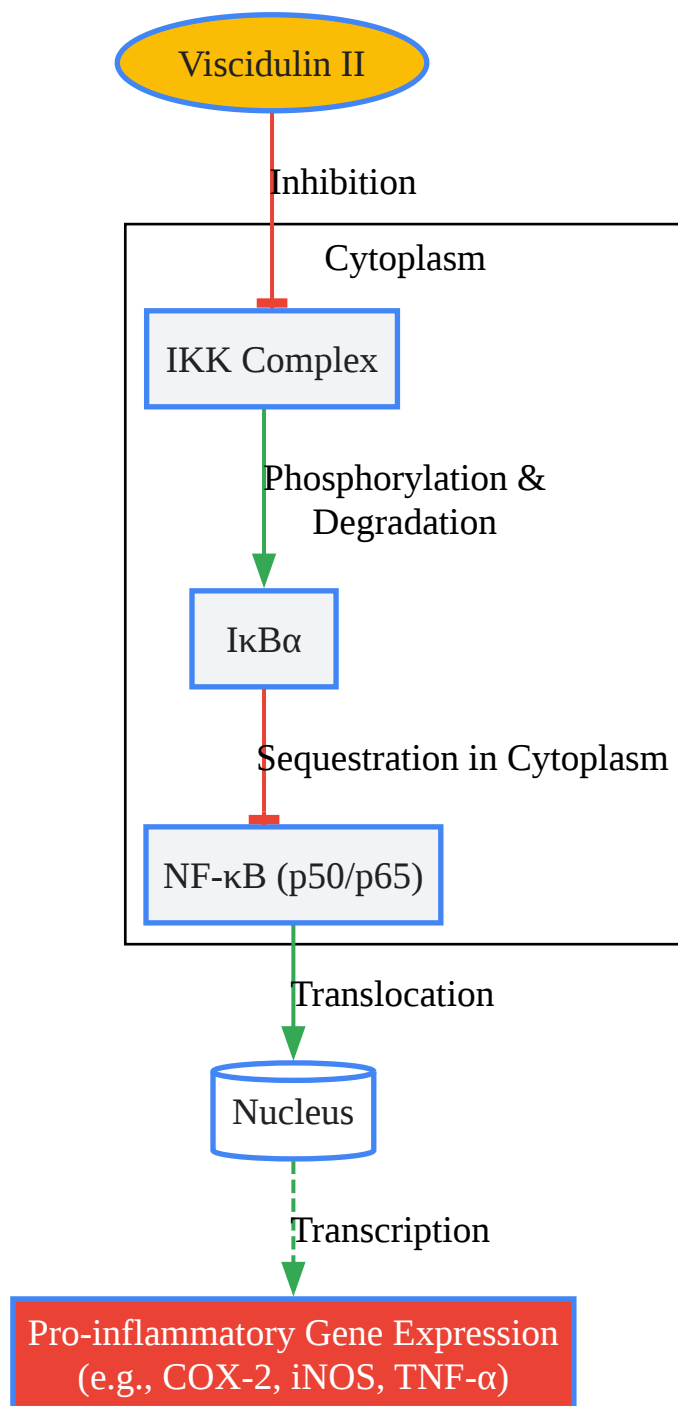 Viscidulin II
Inhibition
Cytoplasm
IKK Complex
Phosphorylation &
Degradation
IκBα
Sequestration in Cytoplasm
NF-κB (p50/p65)
Translocation
Nucleus
Transcription
Pro-inflammatory Gene Expression
(e.g., COX-2, iNOS, TNF-α)